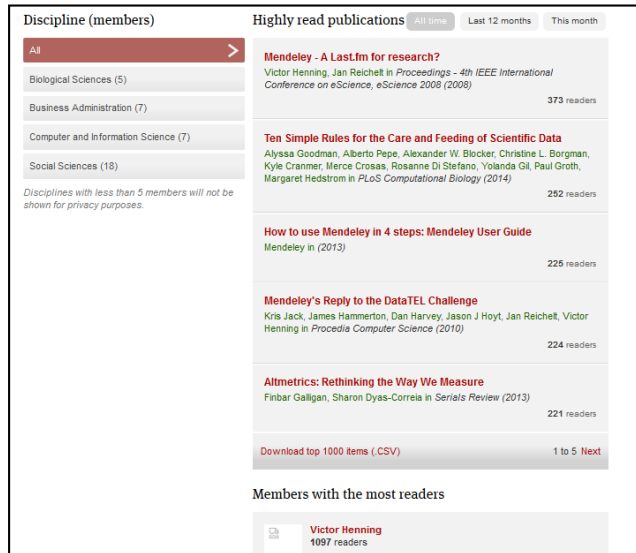 Discipline (members)
All
Biological Sciences (5)
Business Administration (7)
Computer and Information Science (7)
Social Sciences (18)
Disciplines with less than 5 members will not be
shown for privacy purposes.
Highly read publications
All time
Last 12 months
This month
Mendeley - A Last.fm for research?
Victor Henning, Jan Reichelt in Proceedings - 4th IEEE International
Conference on eScience, eScience 2008 (2008)
373 readers
Ten Simple Rules for the Care and Feeding of Scientific Data
Alyssa Goodman, Alberto Pepe, Alexander W. Blocker, Christine L. Borgman,
Kyle Cranmer, Merce Crosas, Rosanne Di Stefano, Yolanda Gil, Paul Groth,
Margaret Hedstrom in PLoS Computational Biology (2014)
252 readers
How to use Mendeley in 4 steps: Mendeley User Guide
Mendeley in (2013)
225 readers
Mendeley's Reply to the DataTEL Challenge
Kris Jack, James Hammerton, Dan Harvey, Jason J Hoyt, Jan Reichelt, Victor
Henning in Procedia Computer Science (2010)
224 readers
Altmetrics: Rethinking the Way We Measure
Finbar Galligan, Sharon Dyas-Correia in Serials Review (2013)
221 readers
Download top 1000 items (.CSV)
1 to 5 Next
Members with the most readers
Victor Henning
1097 readers